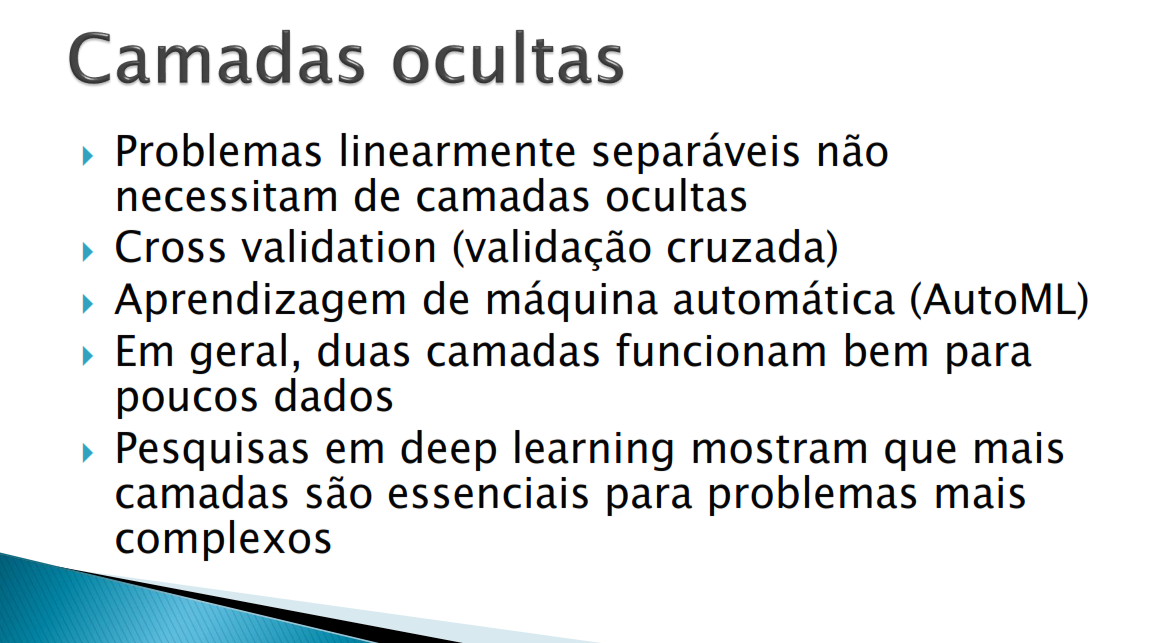 Camadas ocultas
Problemas linearmente separáveis não
necessitam de camadas ocultas
Cross validation (validação cruzada)
Aprendizagem de máquina automática (AutoML)
Em geral, duas camadas funcionam bem para
poucos dados
Pesquisas em deep learning mostram que mais
camadas são essenciais para problemas mais
complexos